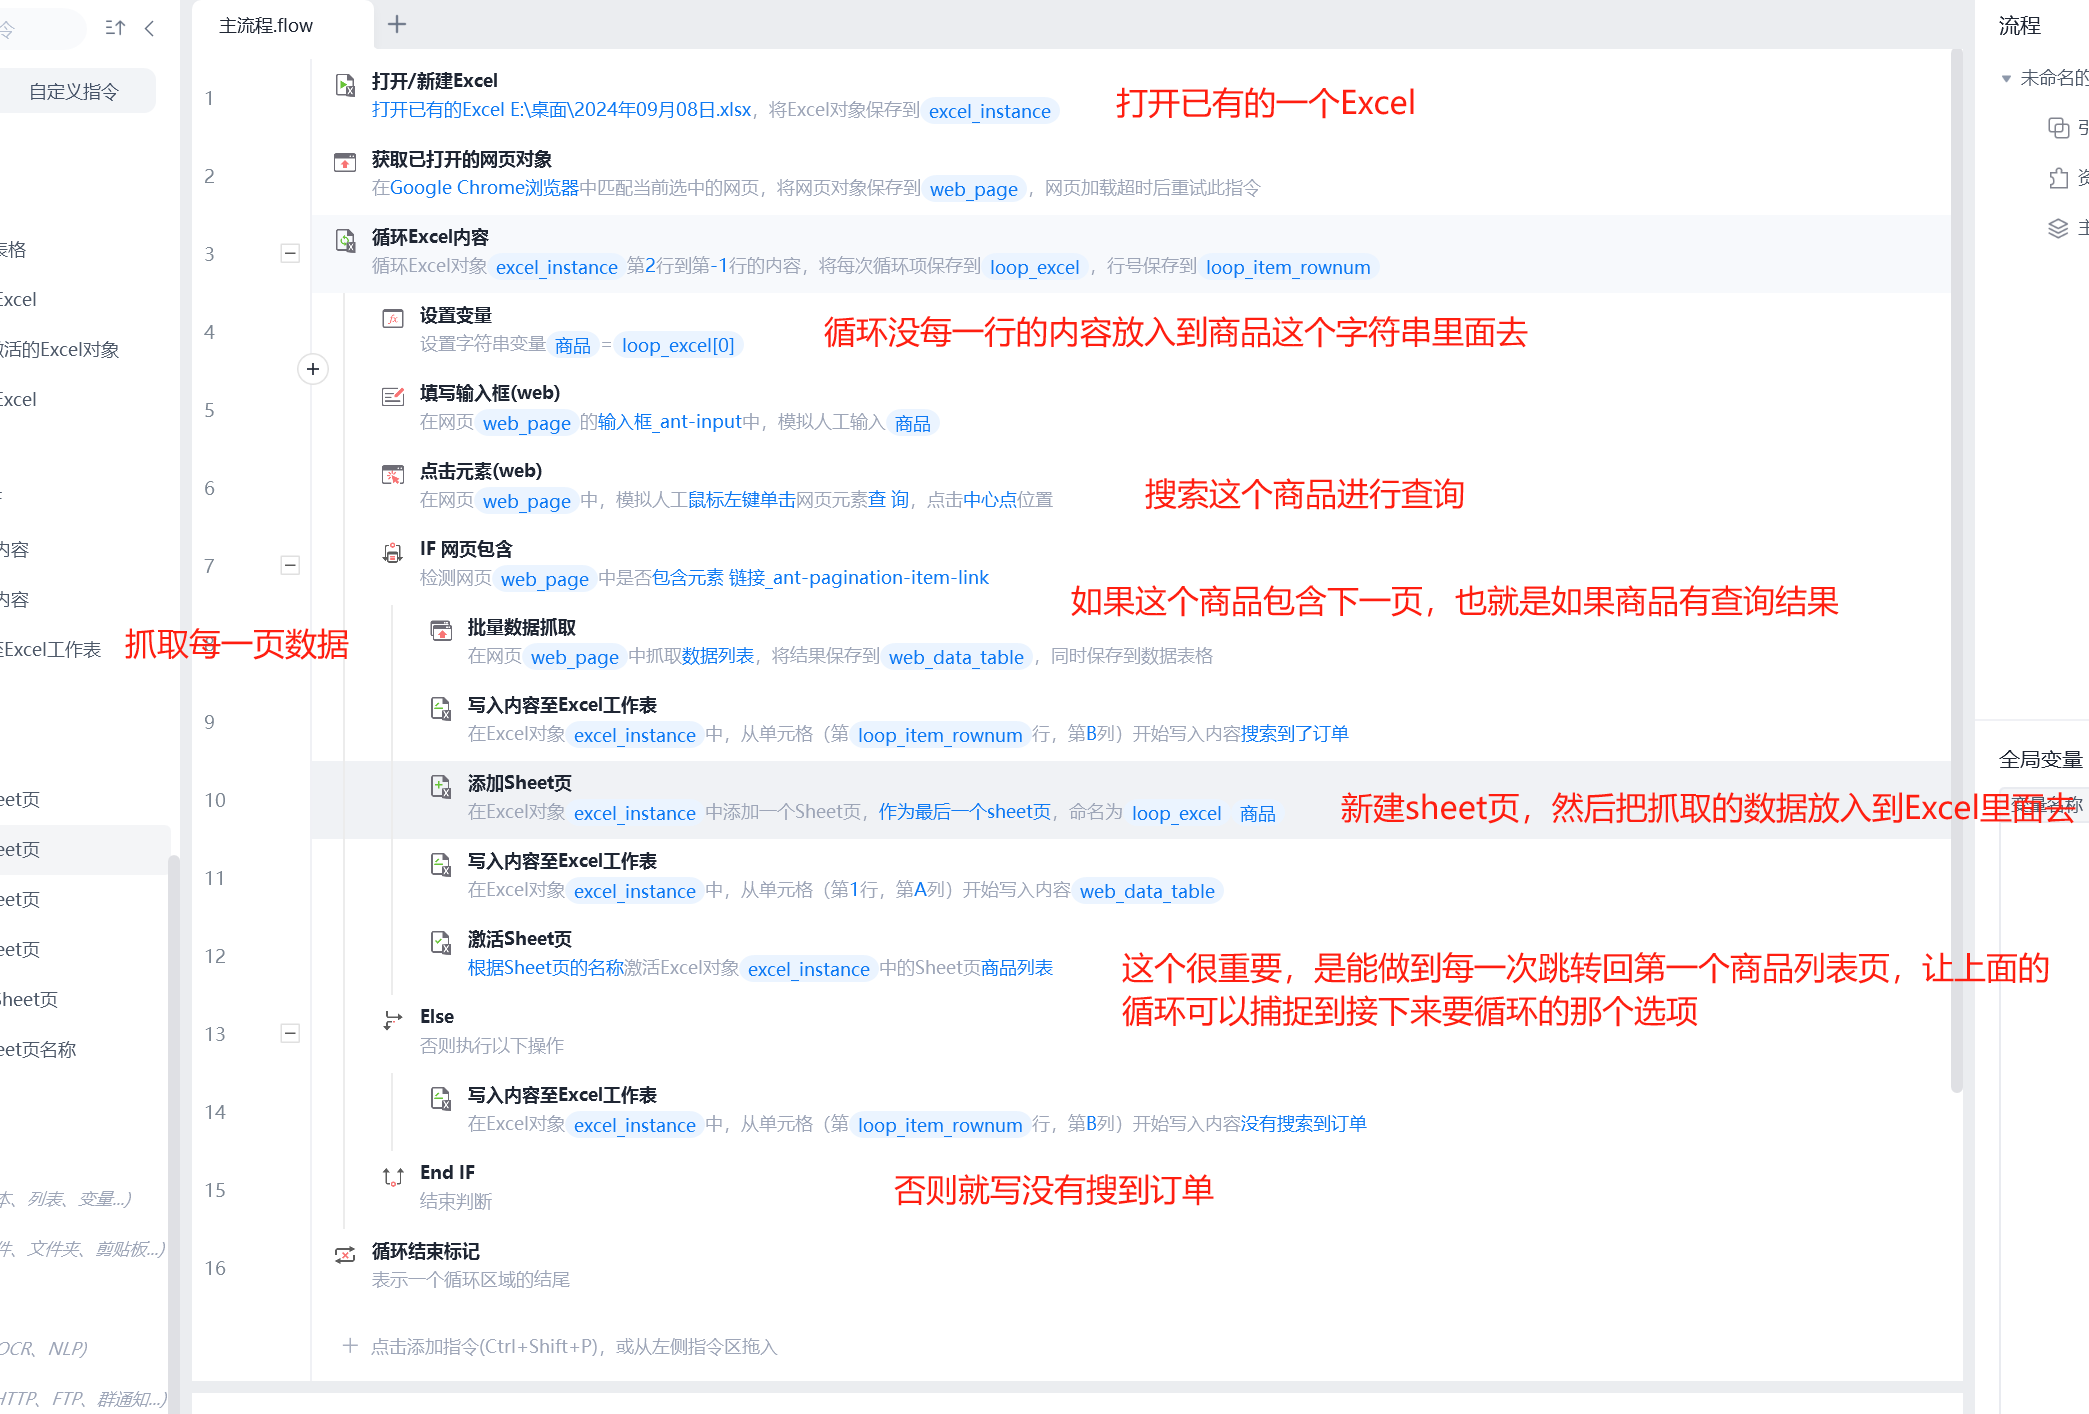 令
自定义指令
表格
Excel
激活的Excel对象
Excel
内容
内容
至Excel工作表
eet页
eet页
eet页
eet页
Sheet页
eet页名称
本、列表、变量...)
件、文件夹、剪贴板...)
OCR、NLP)
HTTP、FTP、群通知...)
主流程.flow
1
打开/新建Excel
打开已有的Excel E:\桌面\2024年09月08日.xlsx，将Excel对象保存到 excel_instance
打开已有的一个Excel
2
获取已打开的网页对象
在Google Chrome浏览器中匹配当前选中的网页，将网页对象保存到 web_page ，网页加载超时后重试此指令
3
循环Excel内容
循环Excel对象 excel_instance 第2行到第-1行的内容，将每次循环项保存到 loop_excel ，行号保存到 loop_item_rownum
4
设置变量
设置字符串变量 商品 = loop_excel[0]
循环没每一行的内容放入到商品这个字符串里面去
5
填写输入框(web)
在网页 web_page 的输入框_ant-input中，模拟人工输入 商品
6
点击元素(web)
在网页 web_page 中，模拟人工鼠标左键单击网页元素查 询，点击中心点位置
搜索这个商品进行查询
7
IF 网页包含
检测网页 web_page 中是否包含元素 链接_ant-pagination-item-link
如果这个商品包含下一页，也就是如果商品有查询结果
抓取每一页数据
批量数据抓取
在网页 web_page 中抓取数据列表，将结果保存到 web_data_table ，同时保存到数据表格
9
写入内容至Excel工作表
在Excel对象 excel_instance 中，从单元格（第 loop_item_rownum 行，第B列）开始写入内容搜索到了订单
10
添加Sheet页
在Excel对象 excel_instance 中添加一个Sheet页，作为最后一个sheet页，命名为 loop_excel 商品
新建sheet页，然后把抓取的数据放入到Excel里面去
11
写入内容至Excel工作表
在Excel对象 excel_instance 中，从单元格（第1行，第A列）开始写入内容 web_data_table
12
激活Sheet页
根据Sheet页的名称激活Excel对象 excel_instance 中的Sheet页商品列表
这个很重要，是能做到每一次跳转回第一个商品列表页，让上面的
循环可以捕捉到接下来要循环的那个选项
13
Else
否则执行以下操作
14
写入内容至Excel工作表
在Excel对象 excel_instance 中，从单元格（第 loop_item_rownum 行，第B列）开始写入内容没有搜索到订单
15
End IF
结束判断
否则就写没有搜到订单
16
循环结束标记
表示一个循环区域的结尾
点击添加指令(Ctrl+Shift+P)，或从左侧指令区拖入
流程
未命名的
引
资
主
全局变量
变量名称